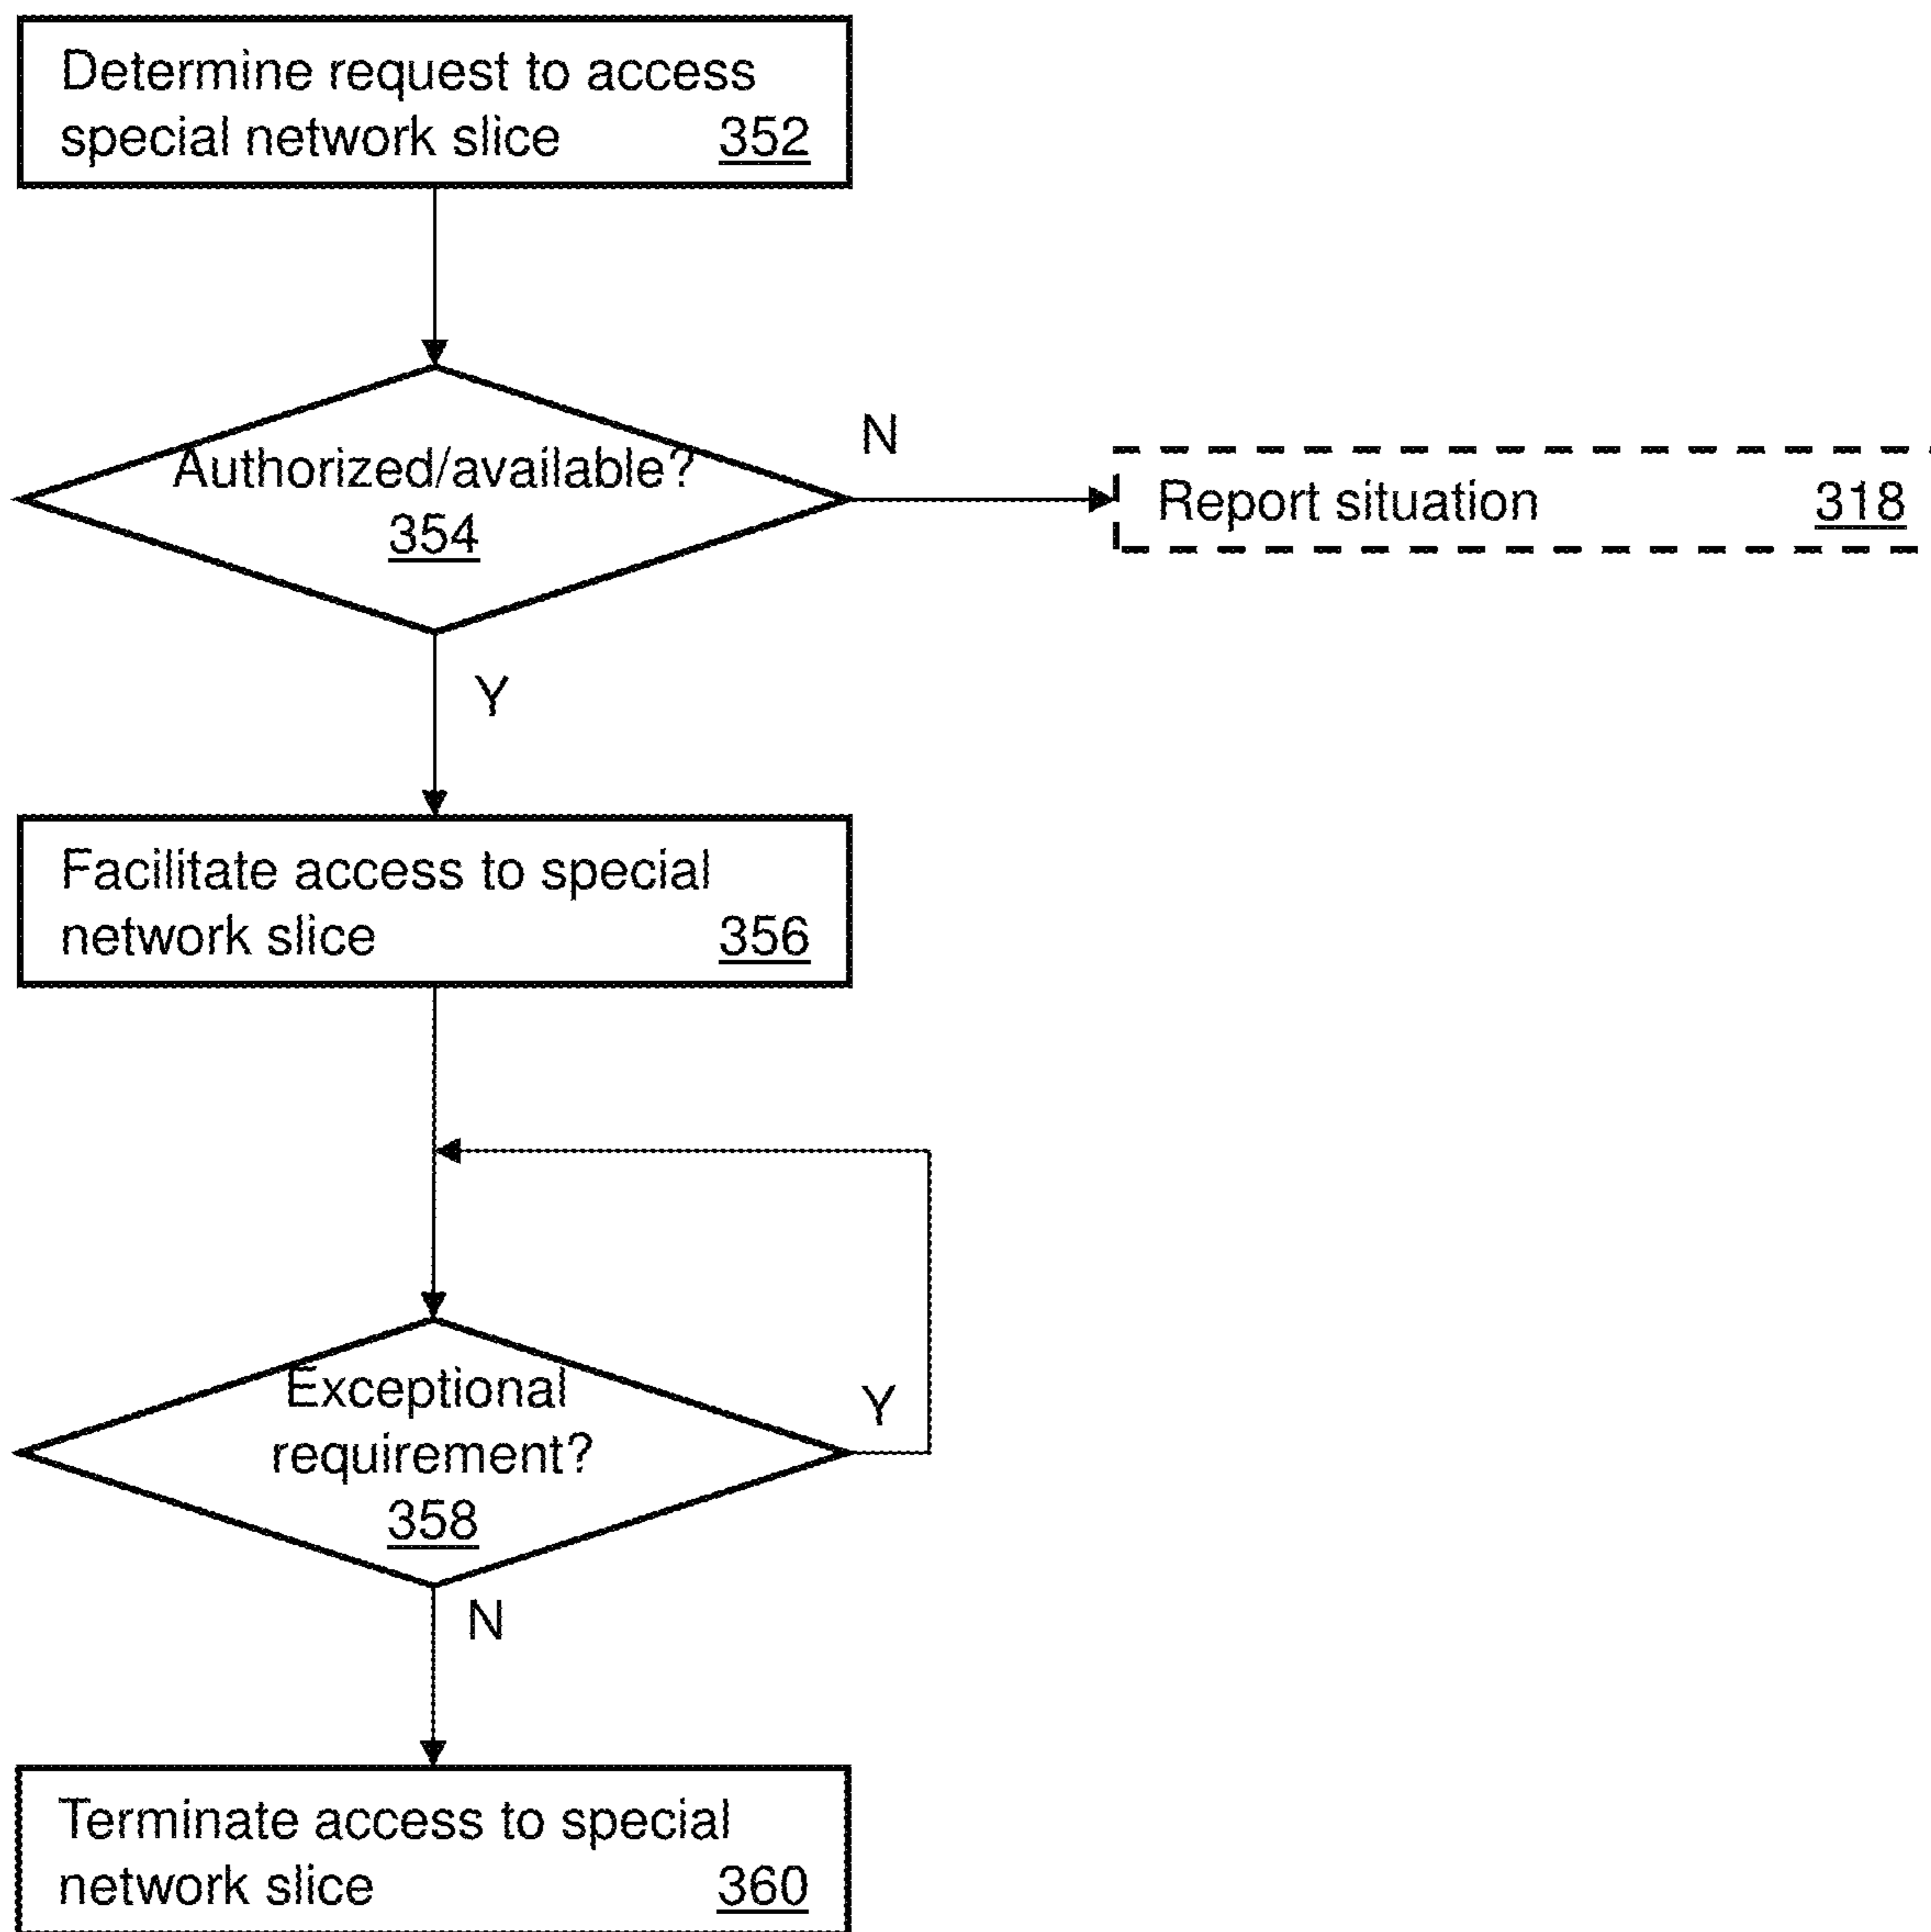 Determine request to access
special network slice 352
Authorized/available?
354
N
Report situation 318
Y
Facilitate access to special
network slice 356
Exceptional
requirement?
358
Y
N
Terminate access to special
network slice 360